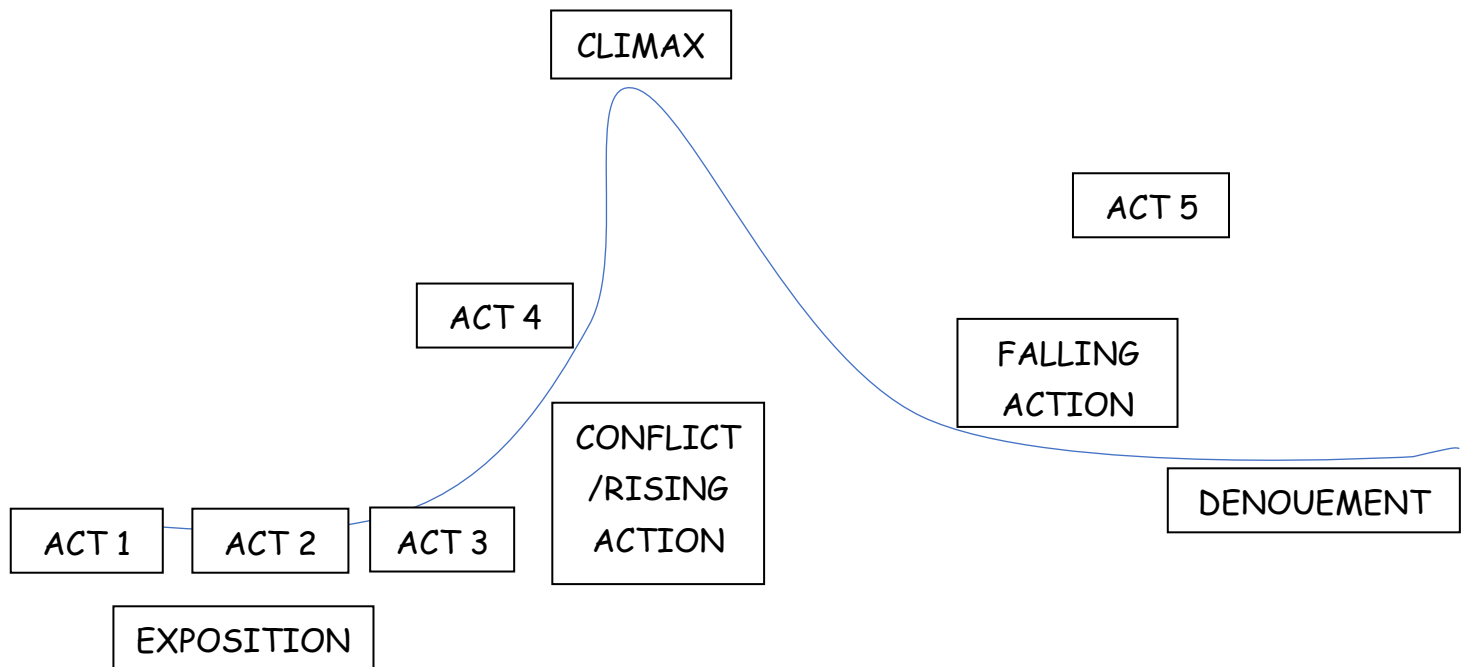 CLIMAX
ACT 5
ACT 4
FALLING
ACTION
CONFLICT
/RISING
ACTION
DENOUEMENT
ACT 1
ACT 2
ACT 3
EXPOSITION